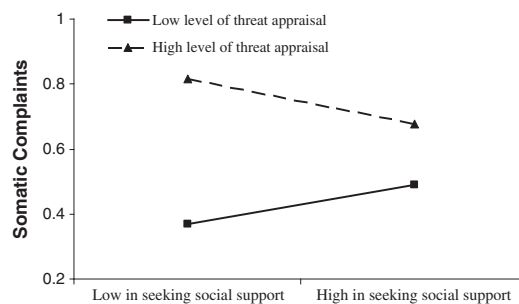 1
Low level of threat appraisal
High level of threat appraisal
0.8
0.6
0.4
0.2
Somatic Complaints
Low in seeking social support
High in seeking social support